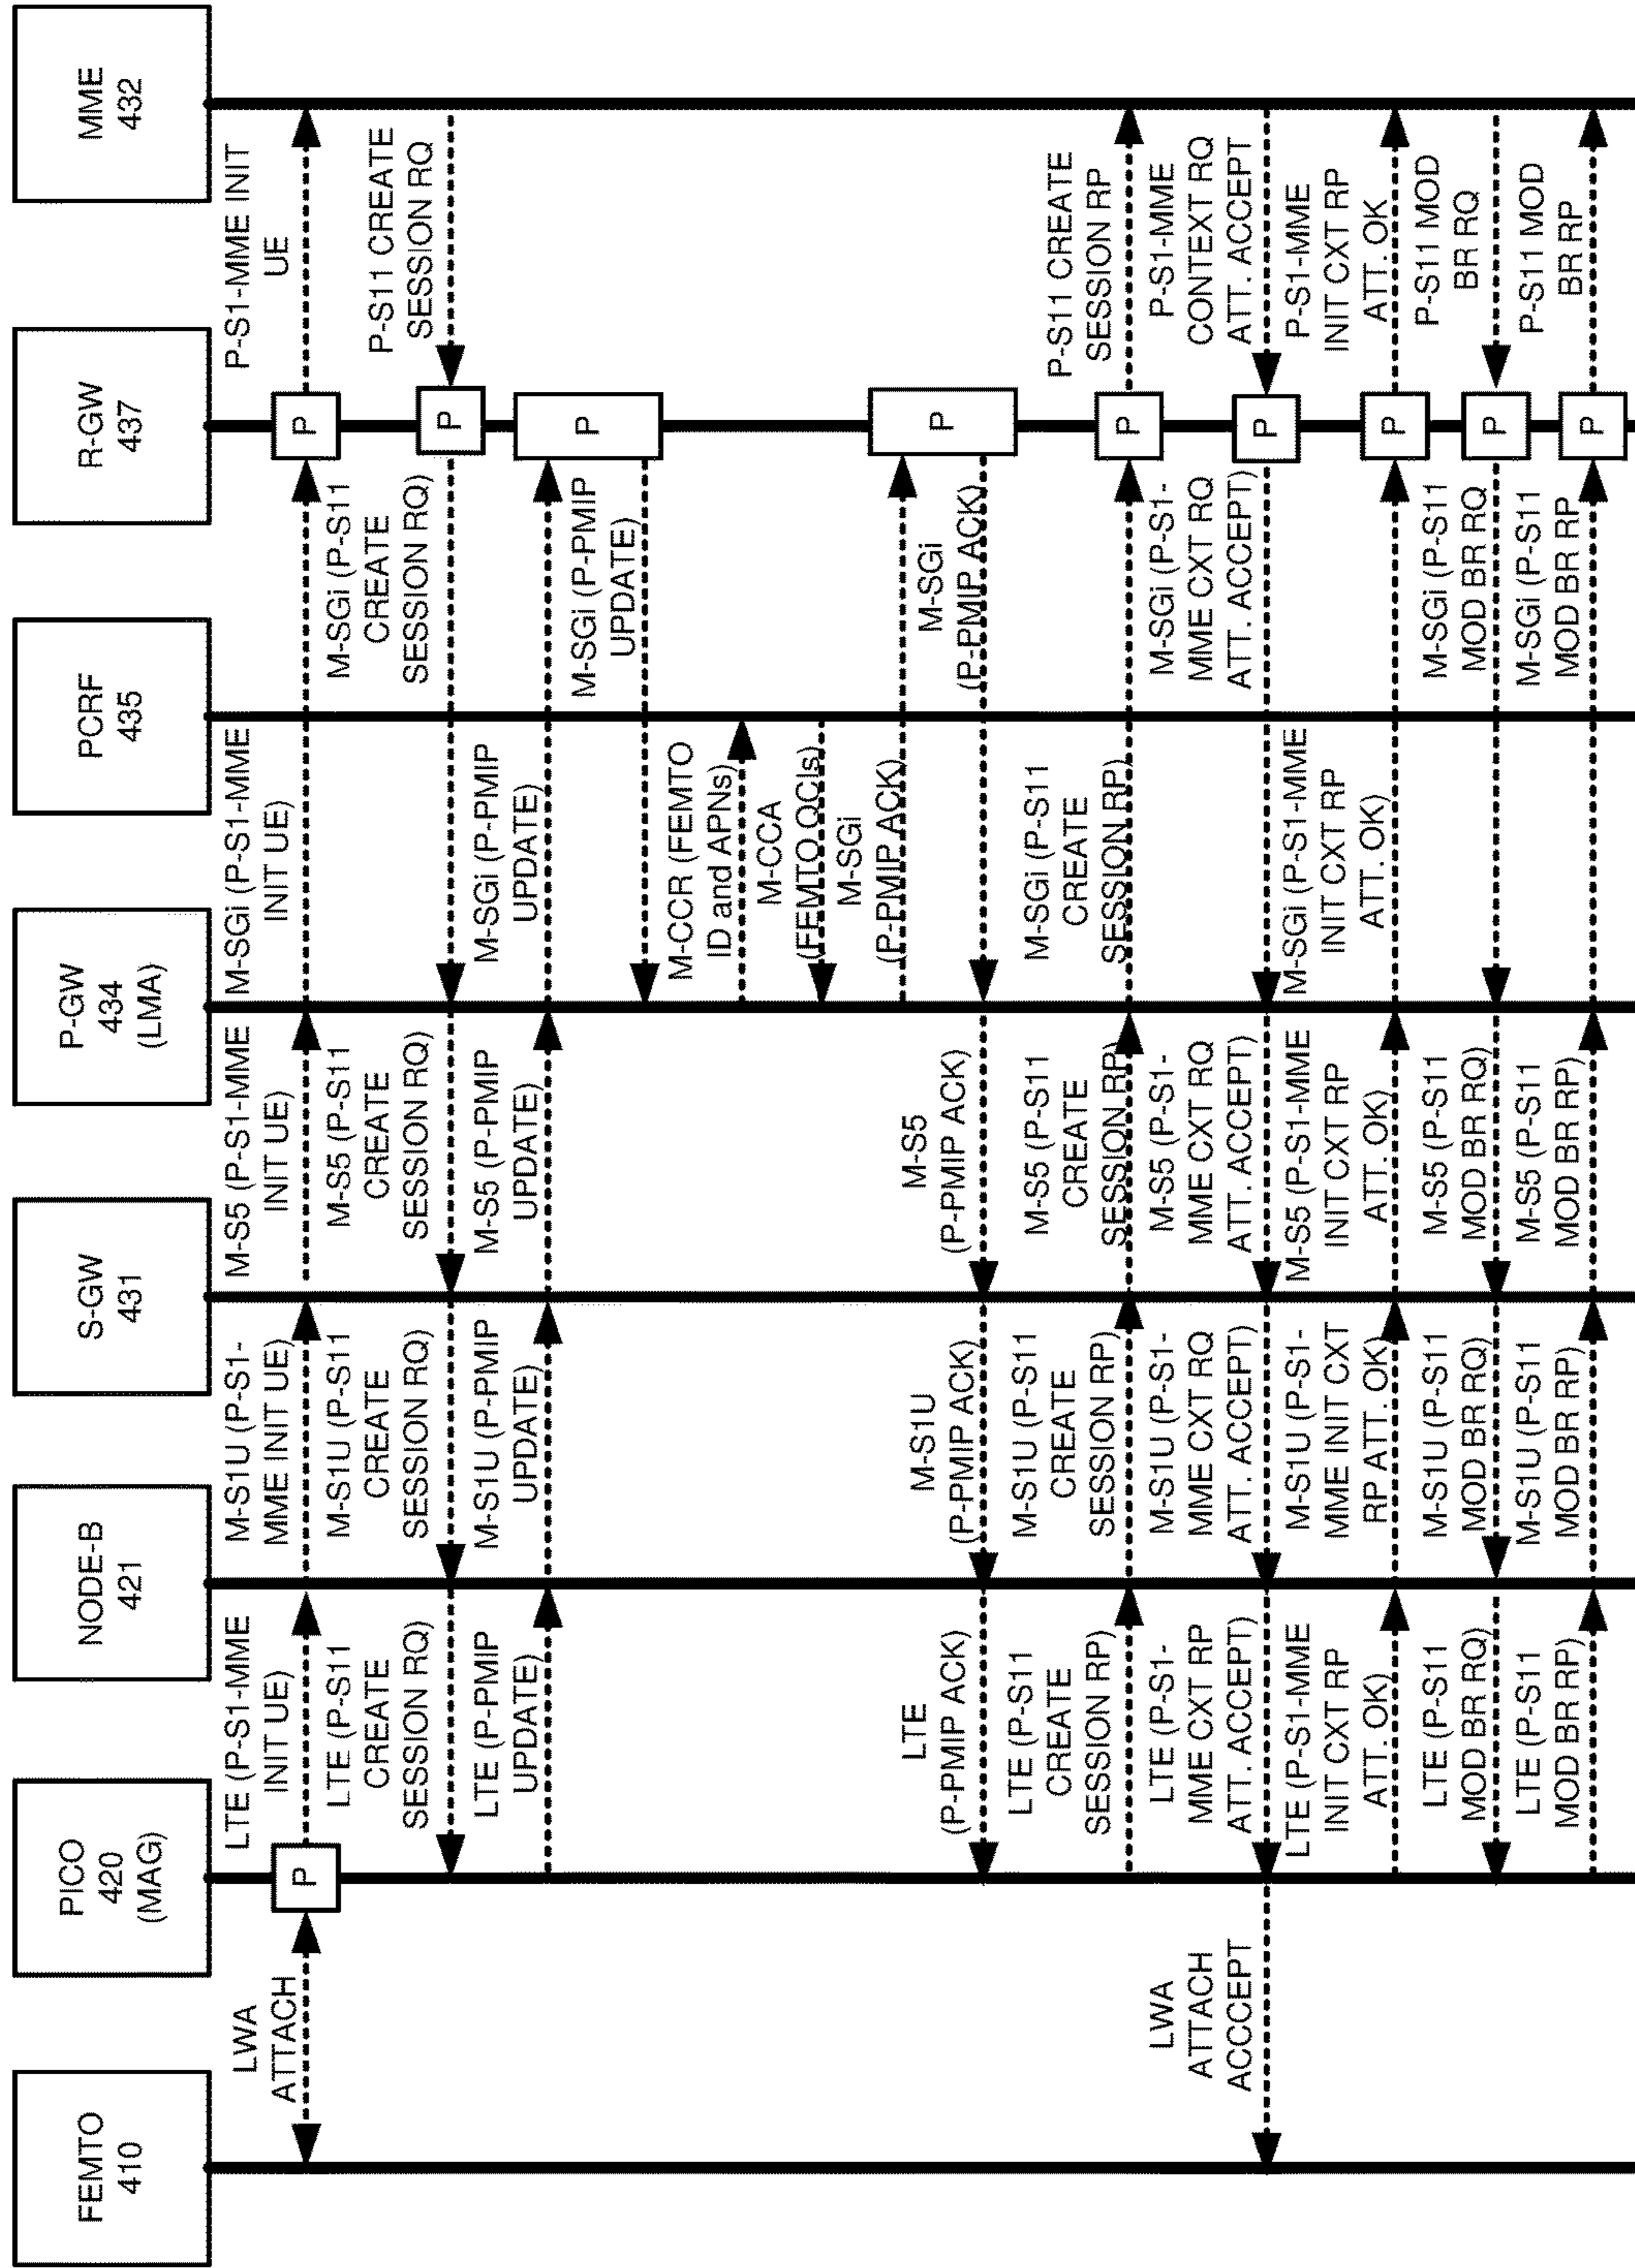 FEMTO
410
PICO
420
(MAG)
NODE-B
421
S-GW
431
P-GW
434
(LMA)
PCRF
435
R-GW
437
MME
432
LWA
ATTACH
P
LTE (P-S1-MME
INIT UE)
M-S1U (P-S1-
MME INIT UE)
M-S5 (P-S1-MME
INIT UE)
M-SGi (P-S1-MME
INIT UE)
P
P-S1-MME INIT
UE
LTE (P-S11
CREATE
SESSION RQ)
M-S1U (P-S11
CREATE
SESSION RQ)
M-S5 (P-S11
CREATE
SESSION RQ)
M-SGi (P-S11
CREATE
SESSION RQ)
P
P-S11 CREATE
SESSION RQ
LTE (P-PMIP
UPDATE)
M-S1U (P-PMIP
UPDATE)
M-S5 (P-PMIP
UPDATE)
M-SGi (P-PMIP
UPDATE)
P
M-SGi (P-PMIP
UPDATE)
M-CCR (FEMTO
ID and APNs)
M-CCA
(FEMTO QCIs)
M-SGi
(P-PMIP ACK)
P
LTE
(P-PMIP ACK)
M-S1U
(P-PMIP ACK)
M-S5
(P-PMIP ACK)
M-SGi
(P-PMIP ACK)
LTE (P-S11
CREATE
SESSION RP)
M-S1U (P-S11
CREATE
SESSION RP)
M-S5 (P-S11
CREATE
SESSION RP)
M-SGi (P-S11
CREATE
SESSION RP)
P
P-S11 CREATE
SESSION RP
LWA
ATTACH
ACCCEPT
LTE (P-S1-
MME CXT RP
ATT. ACCEPT)
M-S1U (P-S1-
MME CXT RQ
ATT. ACCEPT)
M-S5 (P-S1-
MME CXT RQ
ATT. ACCEPT)
M-SGi (P-S1-
MME CXT RQ
ATT. ACCEPT)
P
P-S1-MME
CONTEXT RQ
ATT. ACCEPT
LTE (P-S1-MME
INIT CXT RP
ATT. OK)
M-S1U (P-S1-
MME INIT CXT
RP ATT. OK)
M-S5 (P-S1-MME
INIT CXT RP
ATT. OK)
M-SGi (P-S1-MME
INIT CXT RP
ATT. OK)
P
P-S1-MME
INIT CXT RP
ATT. OK
LTE (P-S11
MOD BR RQ)
M-S1U (P-S11
MOD BR RQ)
M-S5 (P-S11
MOD BR RQ)
M-SGi (P-S11
MOD BR RQ
P
P-S11 MOD
BR RQ
LTE (P-S11
MOD BR RP)
M-S1U (P-S11
MOD BR RP)
M-S5 (P-S11
MOD BR RP)
M-SGi (P-S11
MOD BR RP
P
P-S11 MOD
BR RP